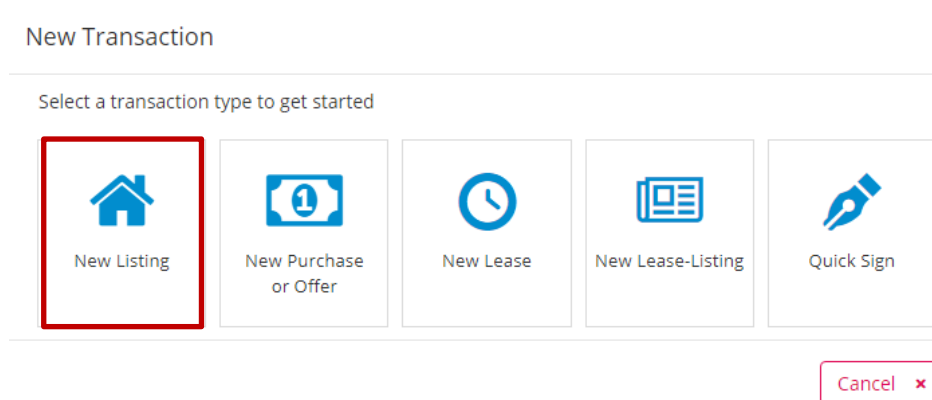 New Transaction
Select a transaction type to get started
1
New Listing
New Purchase
or Offer
New Lease
New Lease-Listing
Quick Sign
Cancel ×